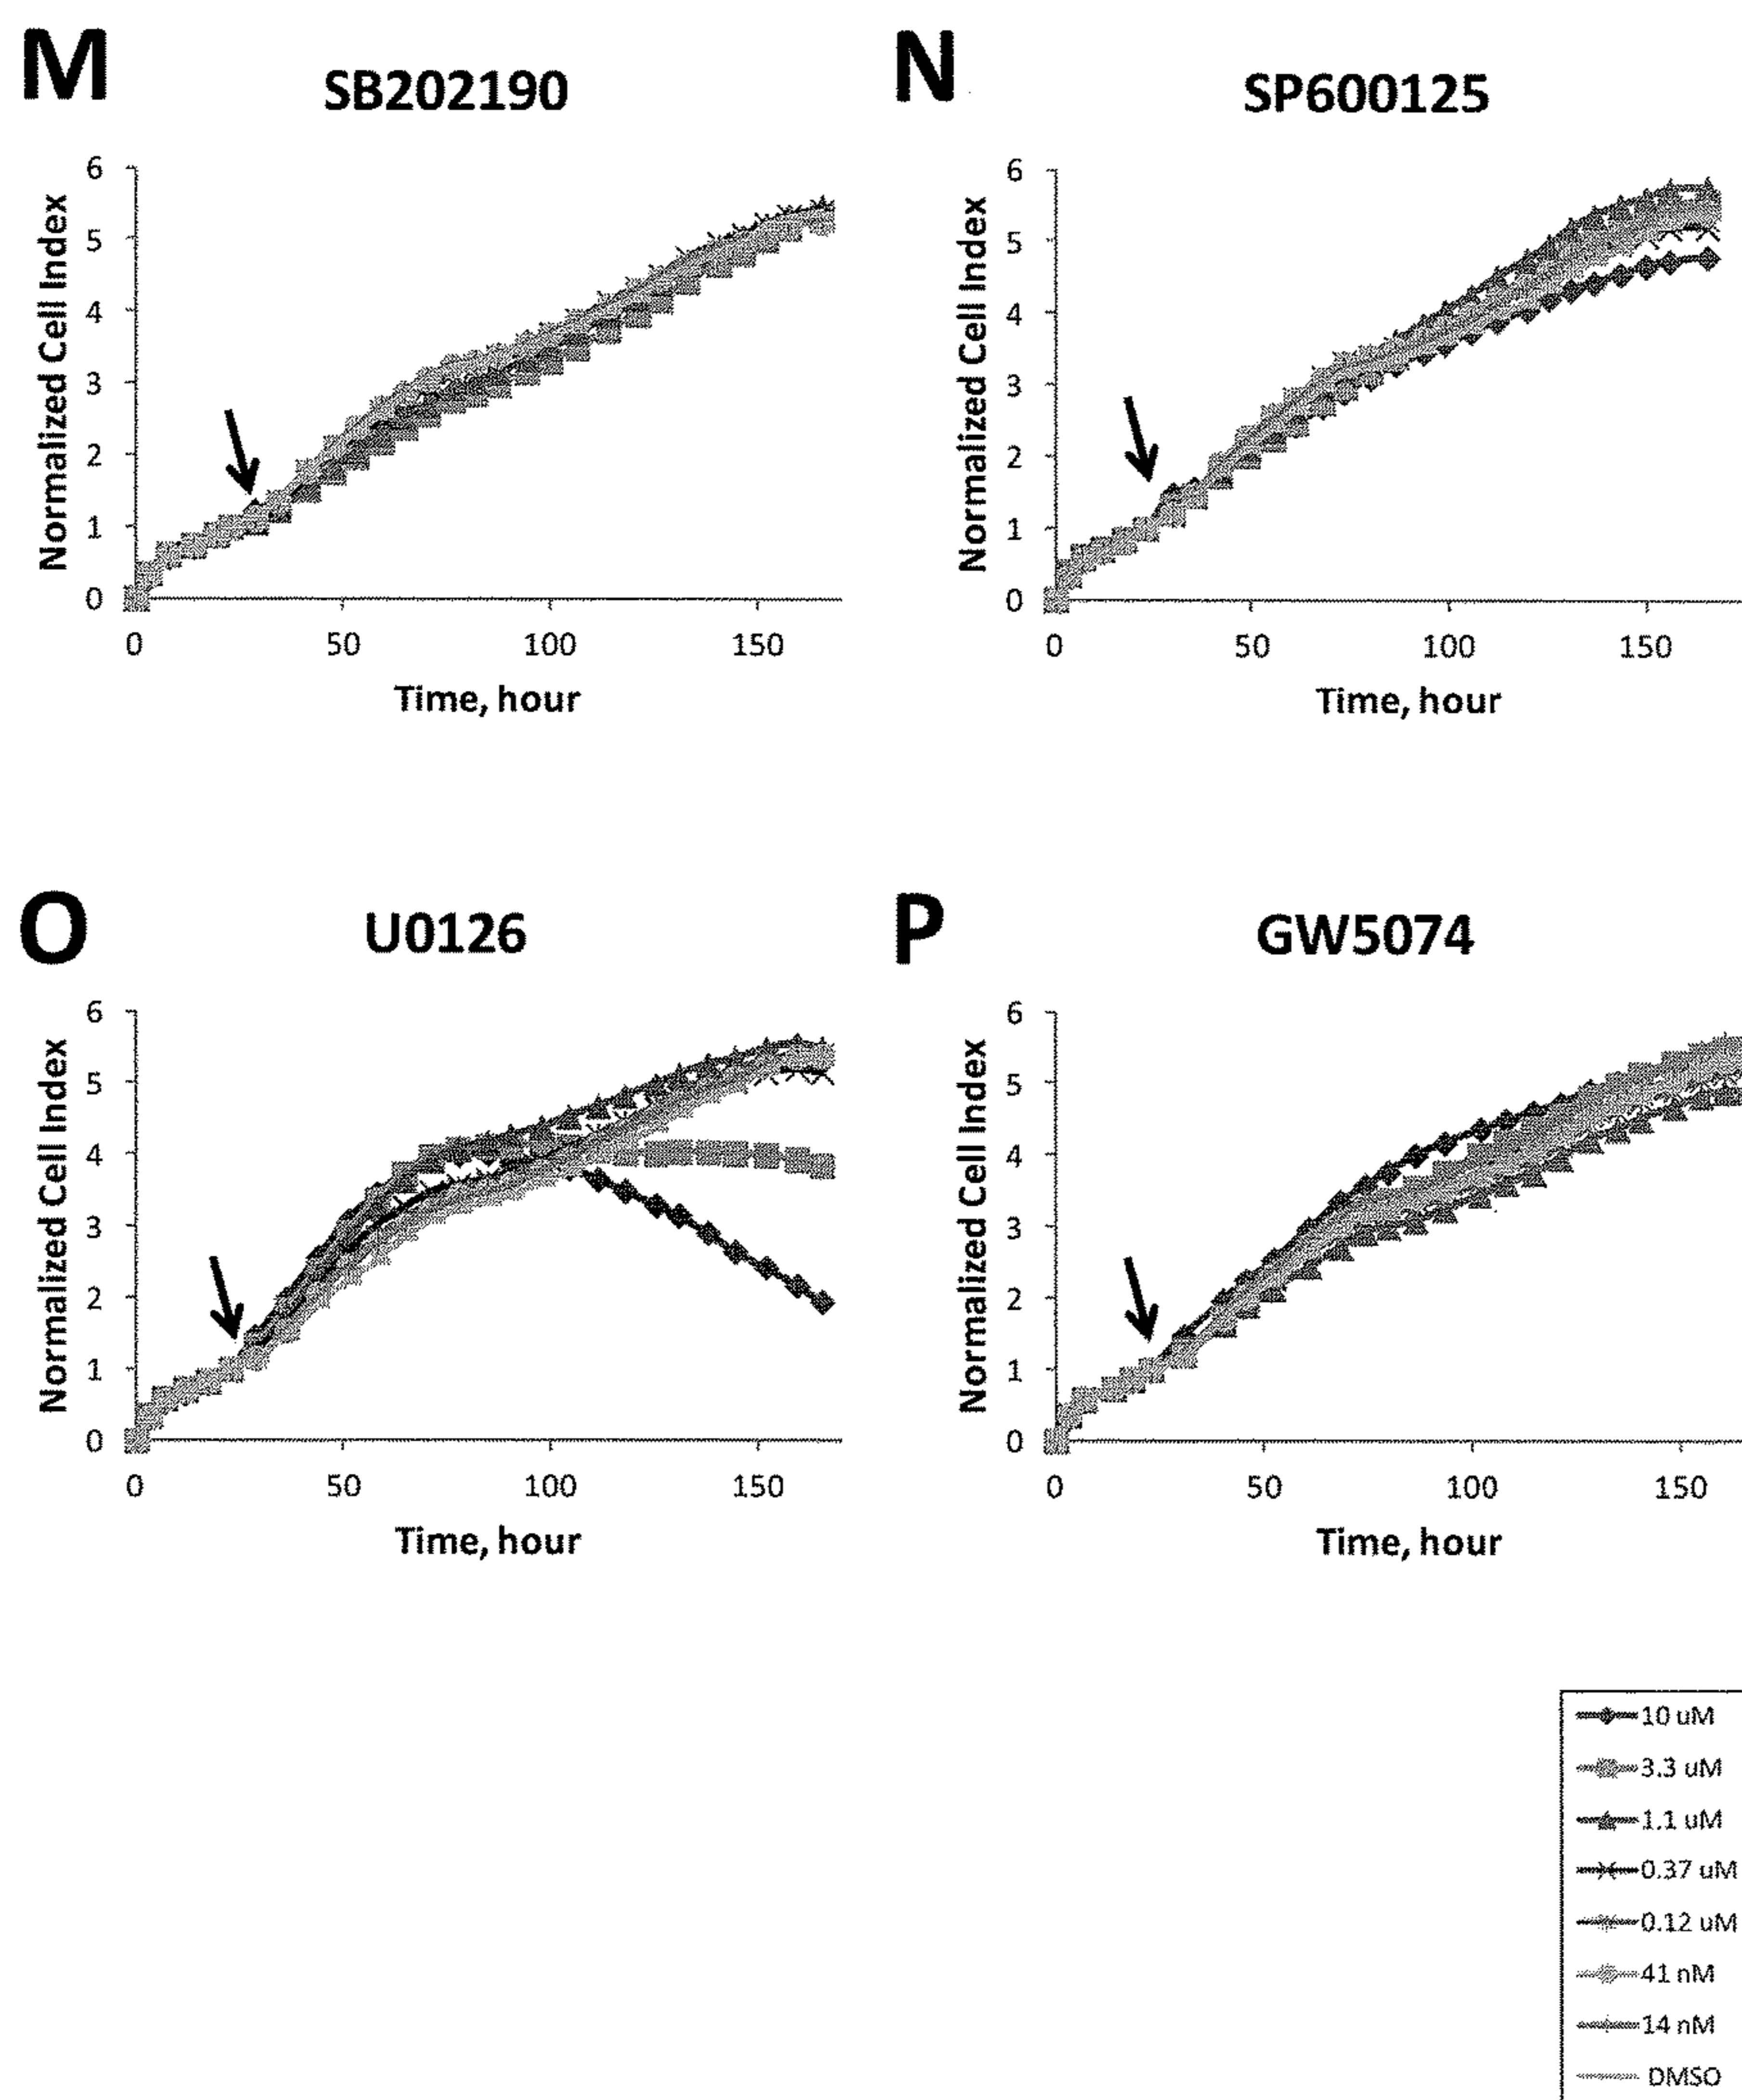 M
SB202190
Normalized Cell Index
6
5
4
3
2
1
0
0 50 100 150
Time, hour
N
SP600125
Normalized Cell Index
6
5
4
3
2
1
0
0 50 100 150
Time, hour
O
U0126
Normalized Cell Index
6
5
4
3
2
1
0
0 50 100 150
Time, hour
P
GW5074
Normalized Cell Index
6
5
4
3
2
1
0
0 50 100 150
Time, hour
10 uM
3.3 uM
1.1 uM
0.37 uM
0.12 uM
41 nM
14 nM
DMSO